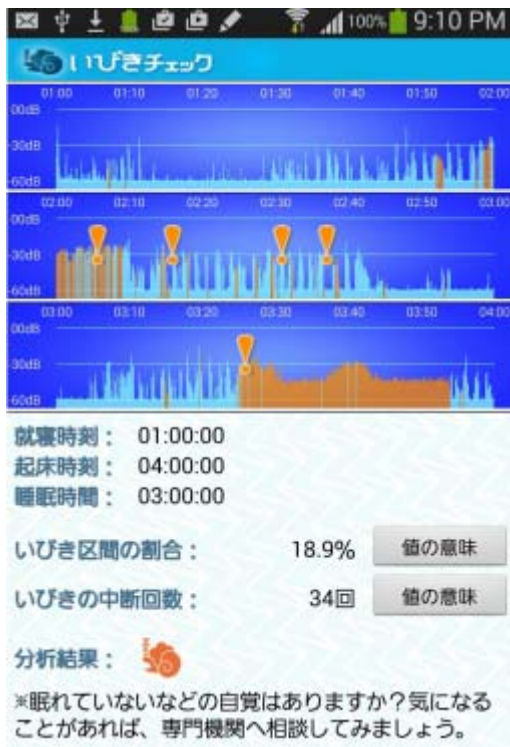 100% 9:10 PM
いびきチェック
01:00 01:10 01:20 01:30 01:40 01:50 02:00
00dB
-30dB
-60dB
02:00 02:10 02:20 02:30 02:40 02:50 03:00
00dB
-30dB
-60dB
03:00 03:10 03:20 03:30 03:40 03:50 04:00
00dB
-30dB
-60dB
就寝時刻： 01:00:00
起床時刻： 04:00:00
睡眠時間： 03:00:00
いびき区間の割合： 18.9% 値の意味
いびきの中断回数： 34回 値の意味
分析結果：
※眠れていないなどの自覚はありますか？気になる
ことがあれば、専門機関へ相談してみましょう。